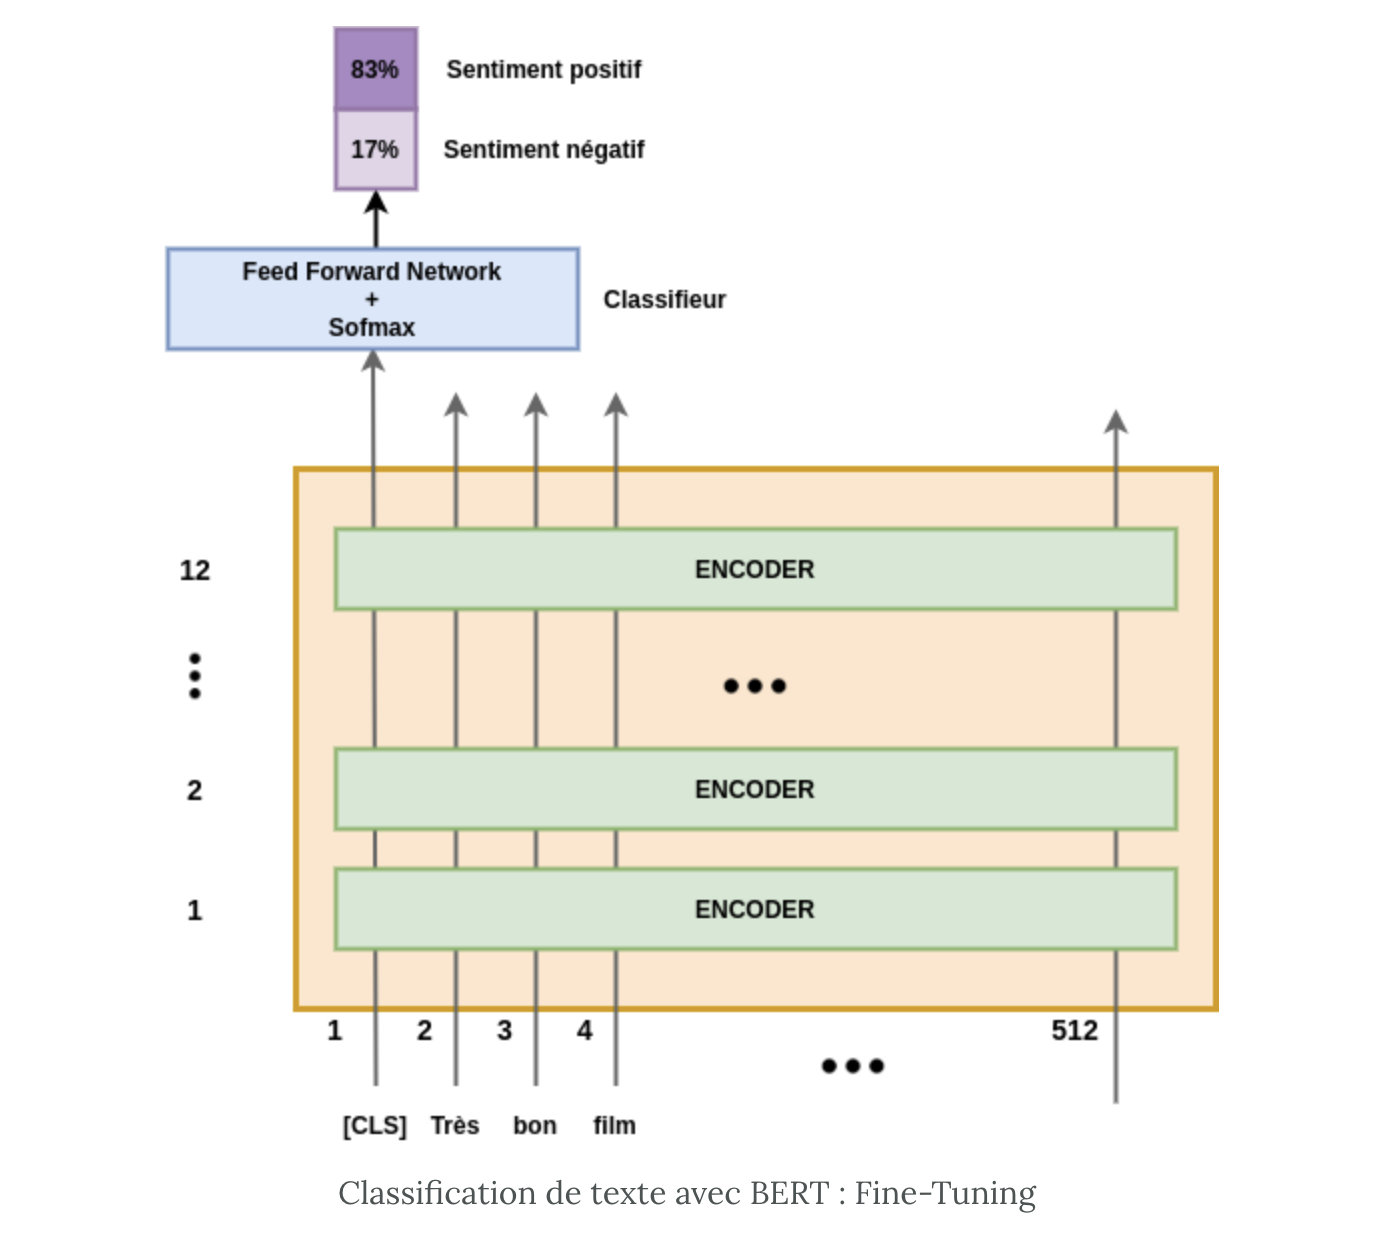 83% Sentiment positif
17% Sentiment négatif
Feed Forward Network
+
Sofmax
Classifieur
12 ENCODER
2 ENCODER
1 ENCODER
1 2 3 4 512
[CLS] Très bon film
Classification de texte avec BERT : Fine-Tuning